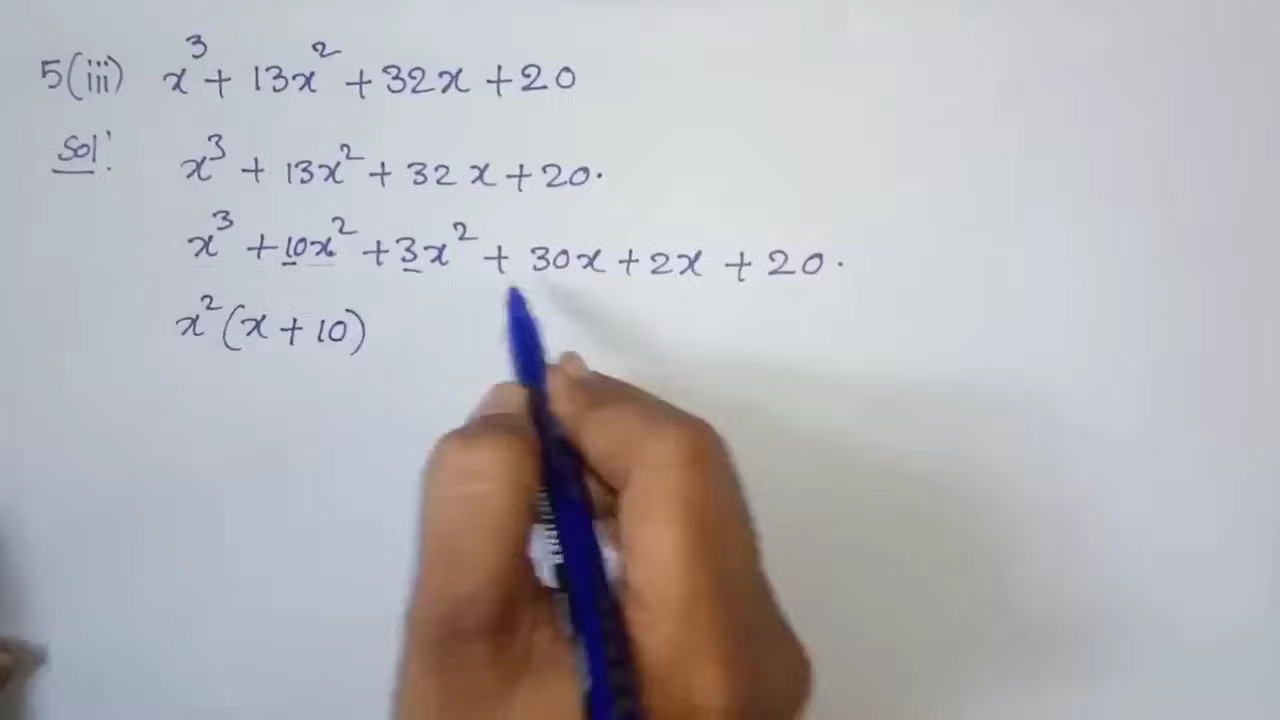 5(iii) x³ + 13x² + 32x + 20
Sol:
x³ + 13x² + 32x + 20.
x³ + 10x² + 3x² + 30x + 2x + 20.
x²(x + 10)